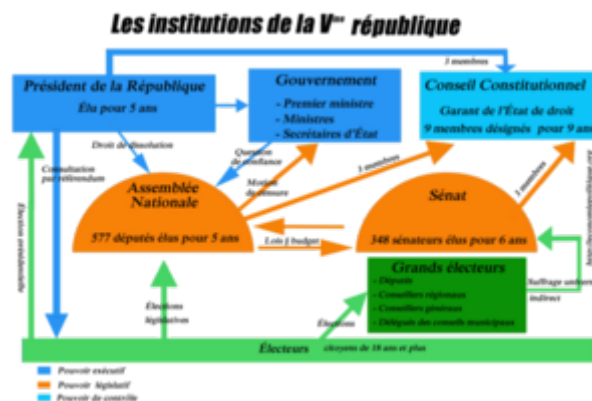 Les institutions de la Vème république
3 membres
Président de la République
Élu pour 5 ans
Gouvernement
- Premier ministre
- Ministres
- Secrétaires d'État
Conseil Constitutionnel
Garant de l'État de droit
9 membres désignés pour 9 ans
Droit de dissolution
Question
de confiance
Consultation
par référendum
Motion
de censure
3 membres
3 membres
Élection présidentielle
Assemblée
Nationale
577 députés élus pour 5 ans
Sénat
348 sénateurs élus pour 6 ans
Lois / budget
Grands électeurs
- Députés
- Conseillers régionaux
- Conseillers généraux
- Délégués des conseils municipaux
Suffrage
indirect
Élections
législatives
Élections
Électeurs
citoyens de 18 ans et plus
Pouvoir exécutif
Pouvoir législatif
Pouvoir de contrôle